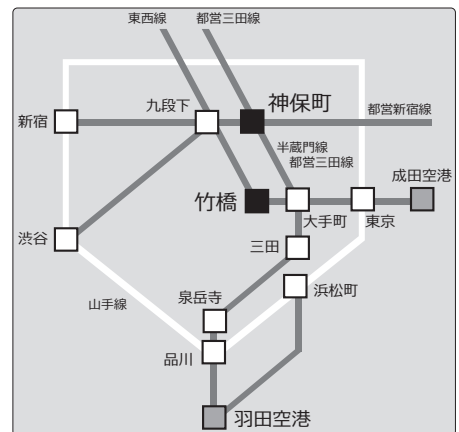 東西線
都営三田線
神保町
九段下
新宿
都営新宿線
半蔵門線
都営三田線
成田空港
竹橋
大手町
東京
渋谷
三田
浜松町
泉岳寺
山手線
品川
羽田空港